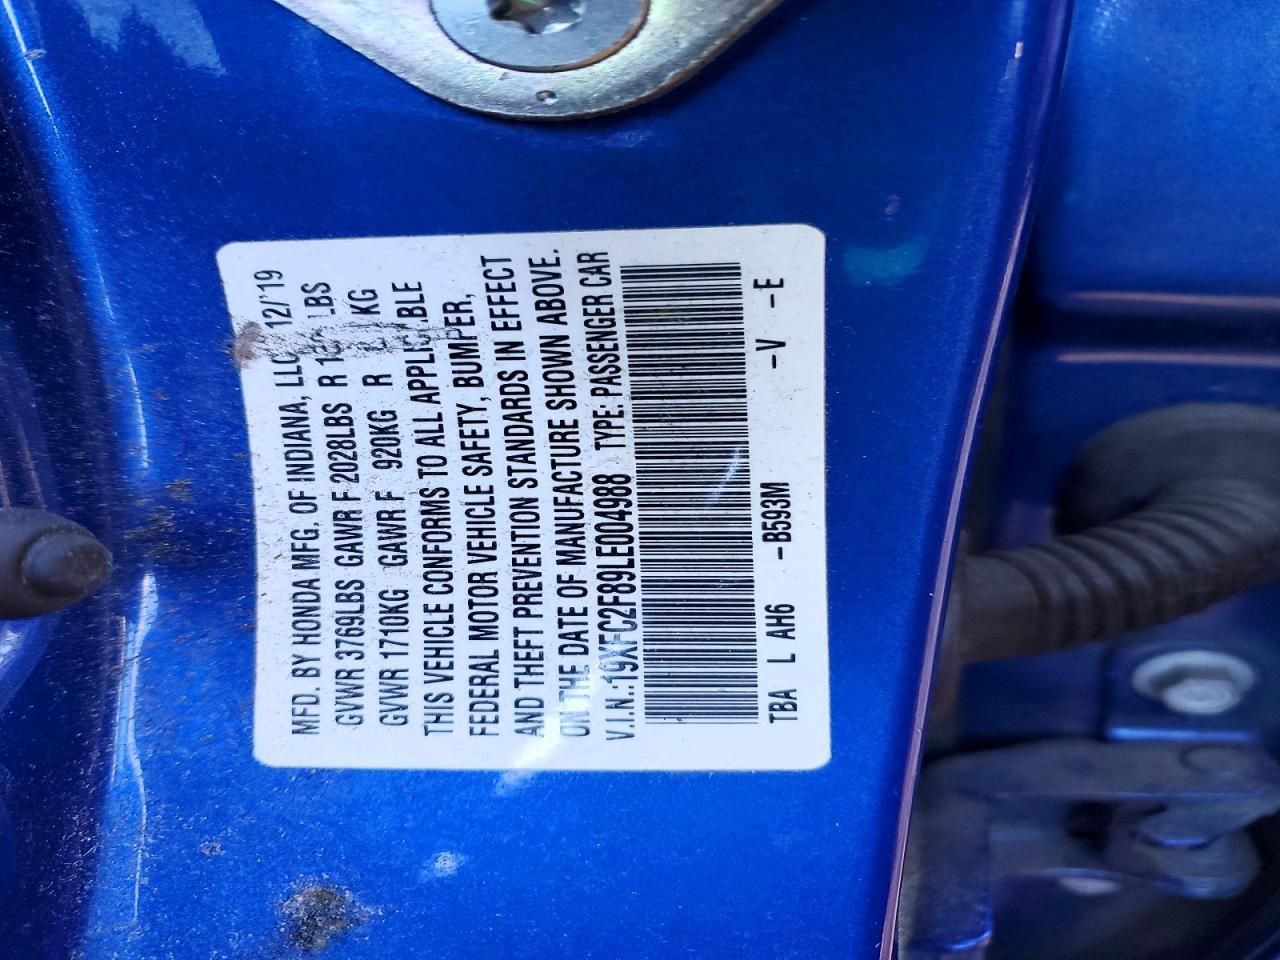 MFD. BY HONDA MFG. OF INDIANA, LLC 12/'19
GVWR 3769LBS GAWR F 2028LBS R LBS
GVWR 1710KG GAWR F 920KG R KG
THIS VEHICLE CONFORMS TO ALL APPLICABLE
FEDERAL MOTOR VEHICLE SAFETY, BUMPER,
AND THEFT PREVENTION STANDARDS IN EFFECT
ON THE DATE OF MANUFACTURE SHOWN ABOVE.
V.I.N.:19XFC2F89LE004988 TYPE: PASSENGER CAR
TBA L AH6 -B593M -V -E